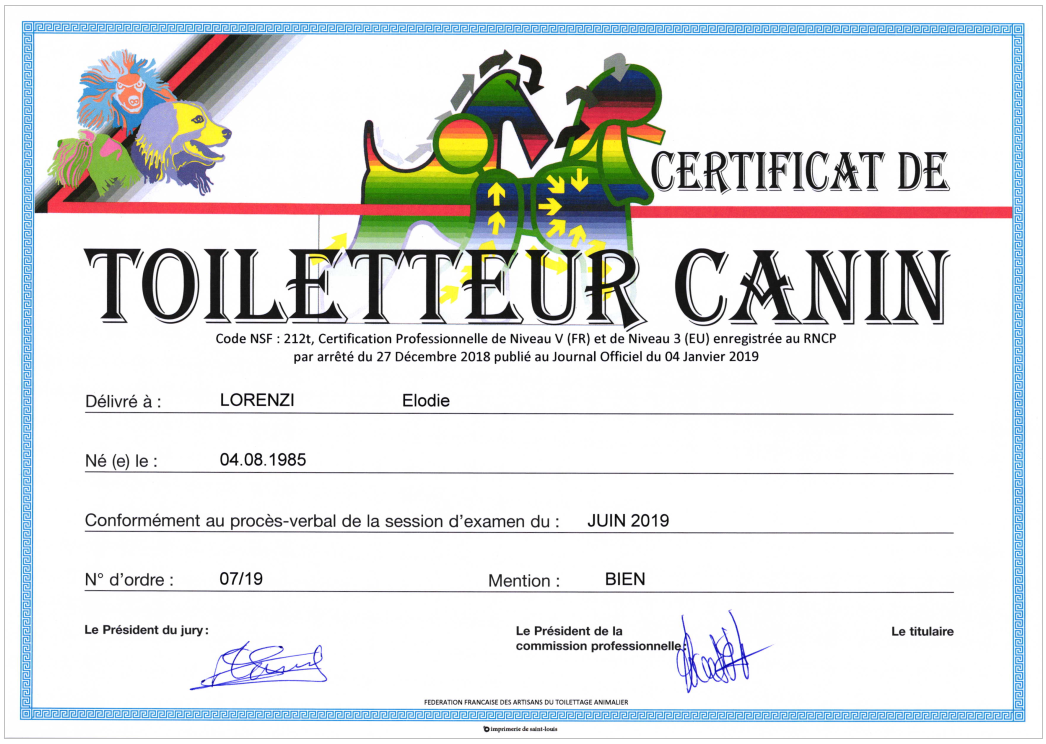 CERTIFICAT DE
TOILETTEUR CANIN
Code NSF : 212t, Certification Professionnelle de Niveau V (FR) et de Niveau 3 (EU) enregistrée au RNCP
par arrêté du 27 Décembre 2018 publié au Journal Officiel du 04 Janvier 2019
Délivré à : LORENZI Elodie
Né (e) le : 04.08.1985
Conformément au procès-verbal de la session d'examen du : JUIN 2019
N° d'ordre : 07/19 Mention : BIEN
Le Président du jury :
Le Président de la
commission professionnelle:
Le titulaire
FEDERATION FRANCAISE DES ARTISANS DU TOILETTAGE ANIMALIER
imprimerie de saint-louis